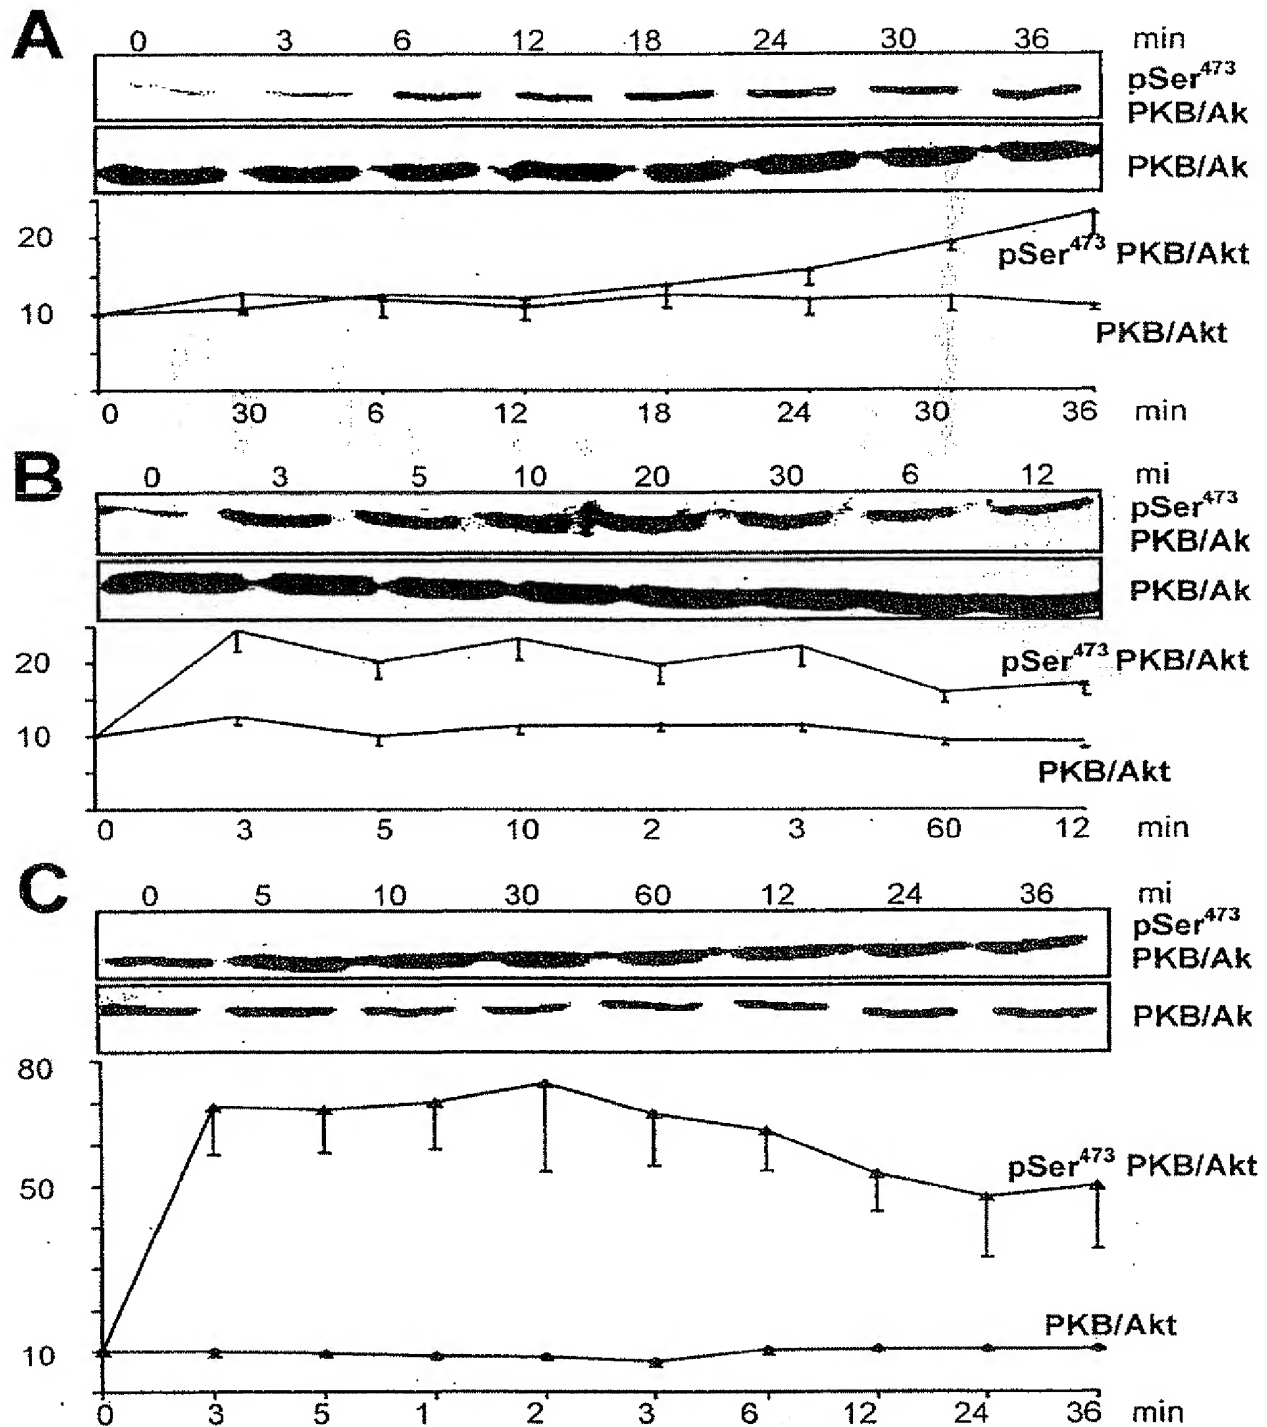 A
0 3 6 12 18 24 30 36 min
pSer473
PKB/Ak
PKB/Ak
20
pSer473 PKB/Akt
10
PKB/Akt
0 30 6 12 18 24 30 36 min
B
0 3 5 10 20 30 6 12 mi
pSer473
PKB/Ak
PKB/Ak
20
pSer473 PKB/Akt
10
PKB/Akt
0 3 5 10 2 3 60 12 min
C
0 5 10 30 60 12 24 36 mi
pSer473
PKB/Ak
PKB/Ak
80
pSer473 PKB/Akt
50
PKB/Akt
10
0 3 5 1 2 3 6 12 24 36 min